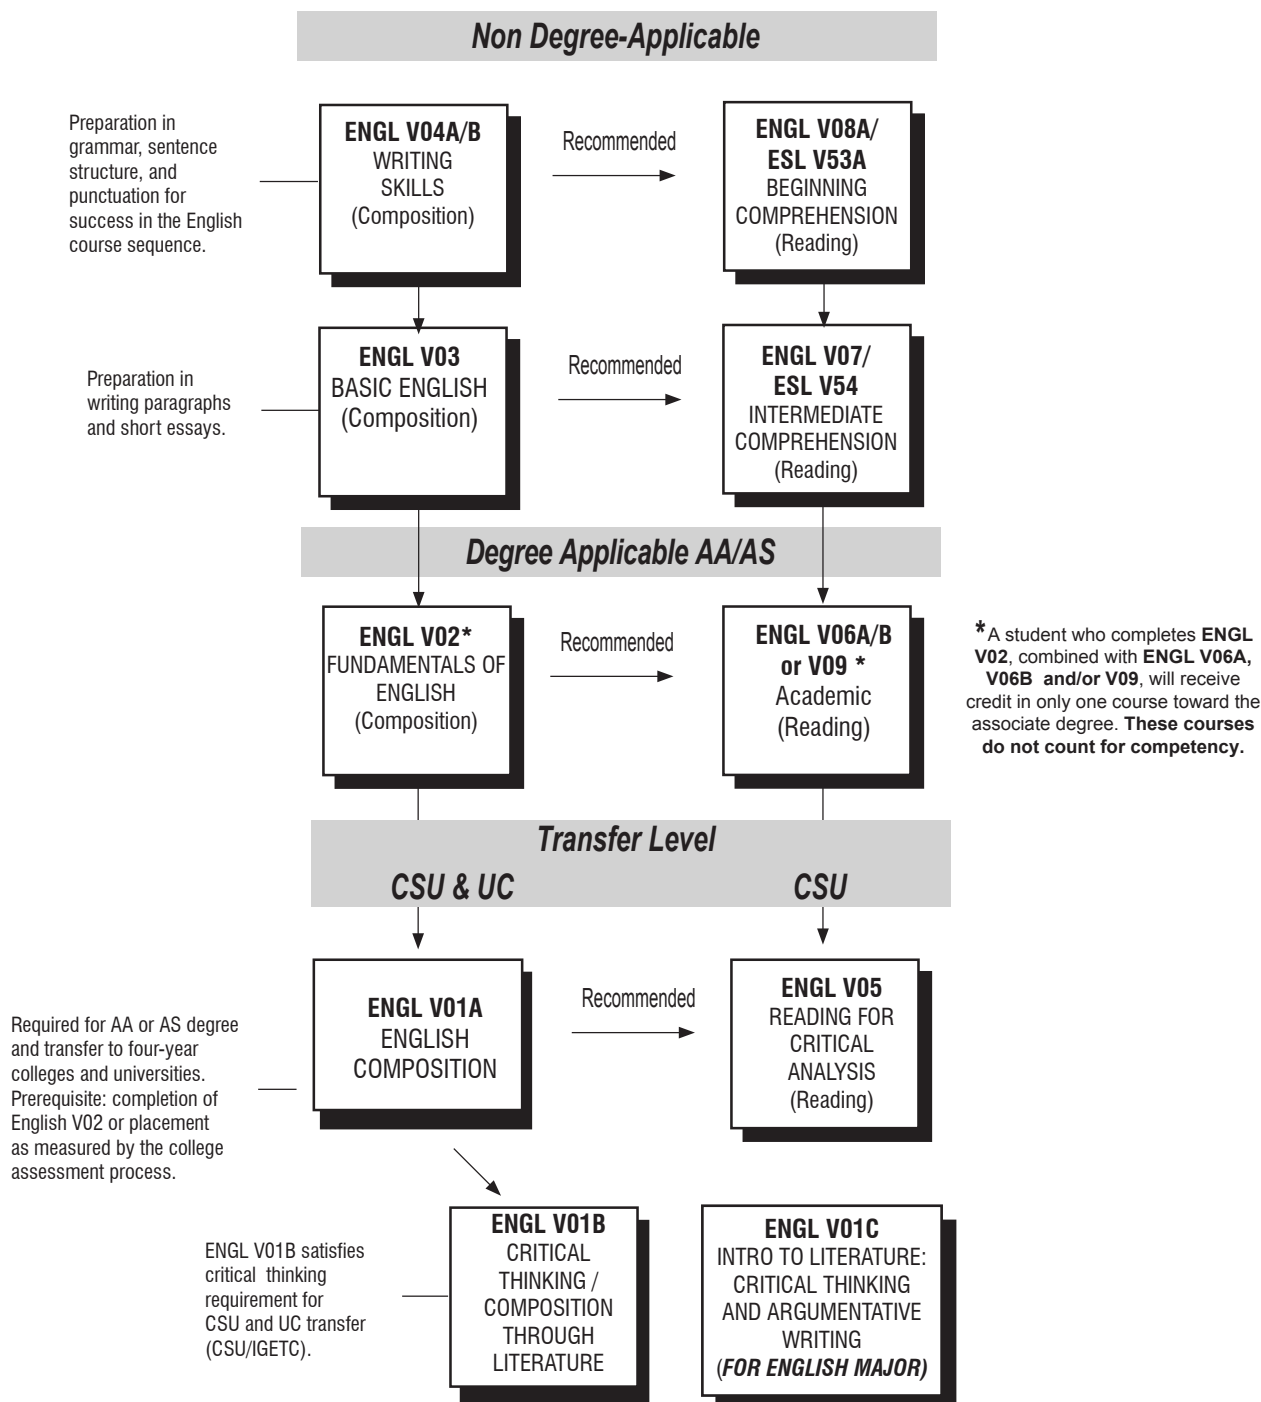 Non Degree-Applicable
Preparation in
grammar, sentence
structure, and
punctuation for
success in the English
course sequence.
ENGL V04A/B
WRITING
SKILLS
(Composition)
Recommended
ENGL V08A/
ESL V53A
BEGINNING
COMPREHENSION
(Reading)
Preparation in
writing paragraphs
and short essays.
ENGL V03
BASIC ENGLISH
(Composition)
Recommended
ENGL V07/
ESL V54
INTERMEDIATE
COMPREHENSION
(Reading)
Degree Applicable AA/AS
ENGL V02*
FUNDAMENTALS OF
ENGLISH
(Composition)
Recommended
ENGL V06A/B
or V09 *
Academic
(Reading)
*A student who completes ENGL
V02, combined with ENGL V06A,
V06B and/or V09, will receive
credit in only one course toward the
associate degree. These courses
do not count for competency.
Transfer Level
CSU & UC
CSU
Required for AA or AS degree
and transfer to four-year
colleges and universities.
Prerequisite: completion of
English V02 or placement
as measured by the college
assessment process.
ENGL V01A
ENGLISH
COMPOSITION
Recommended
ENGL V05
READING FOR
CRITICAL
ANALYSIS
(Reading)
ENGL V01B satisfies
critical thinking
requirement for
CSU and UC transfer
(CSU/IGETC).
ENGL V01B
CRITICAL
THINKING /
COMPOSITION
THROUGH
LITERATURE
ENGL V01C
INTRO TO LITERATURE:
CRITICAL THINKING
AND ARGUMENTATIVE
WRITING
(FOR ENGLISH MAJOR)